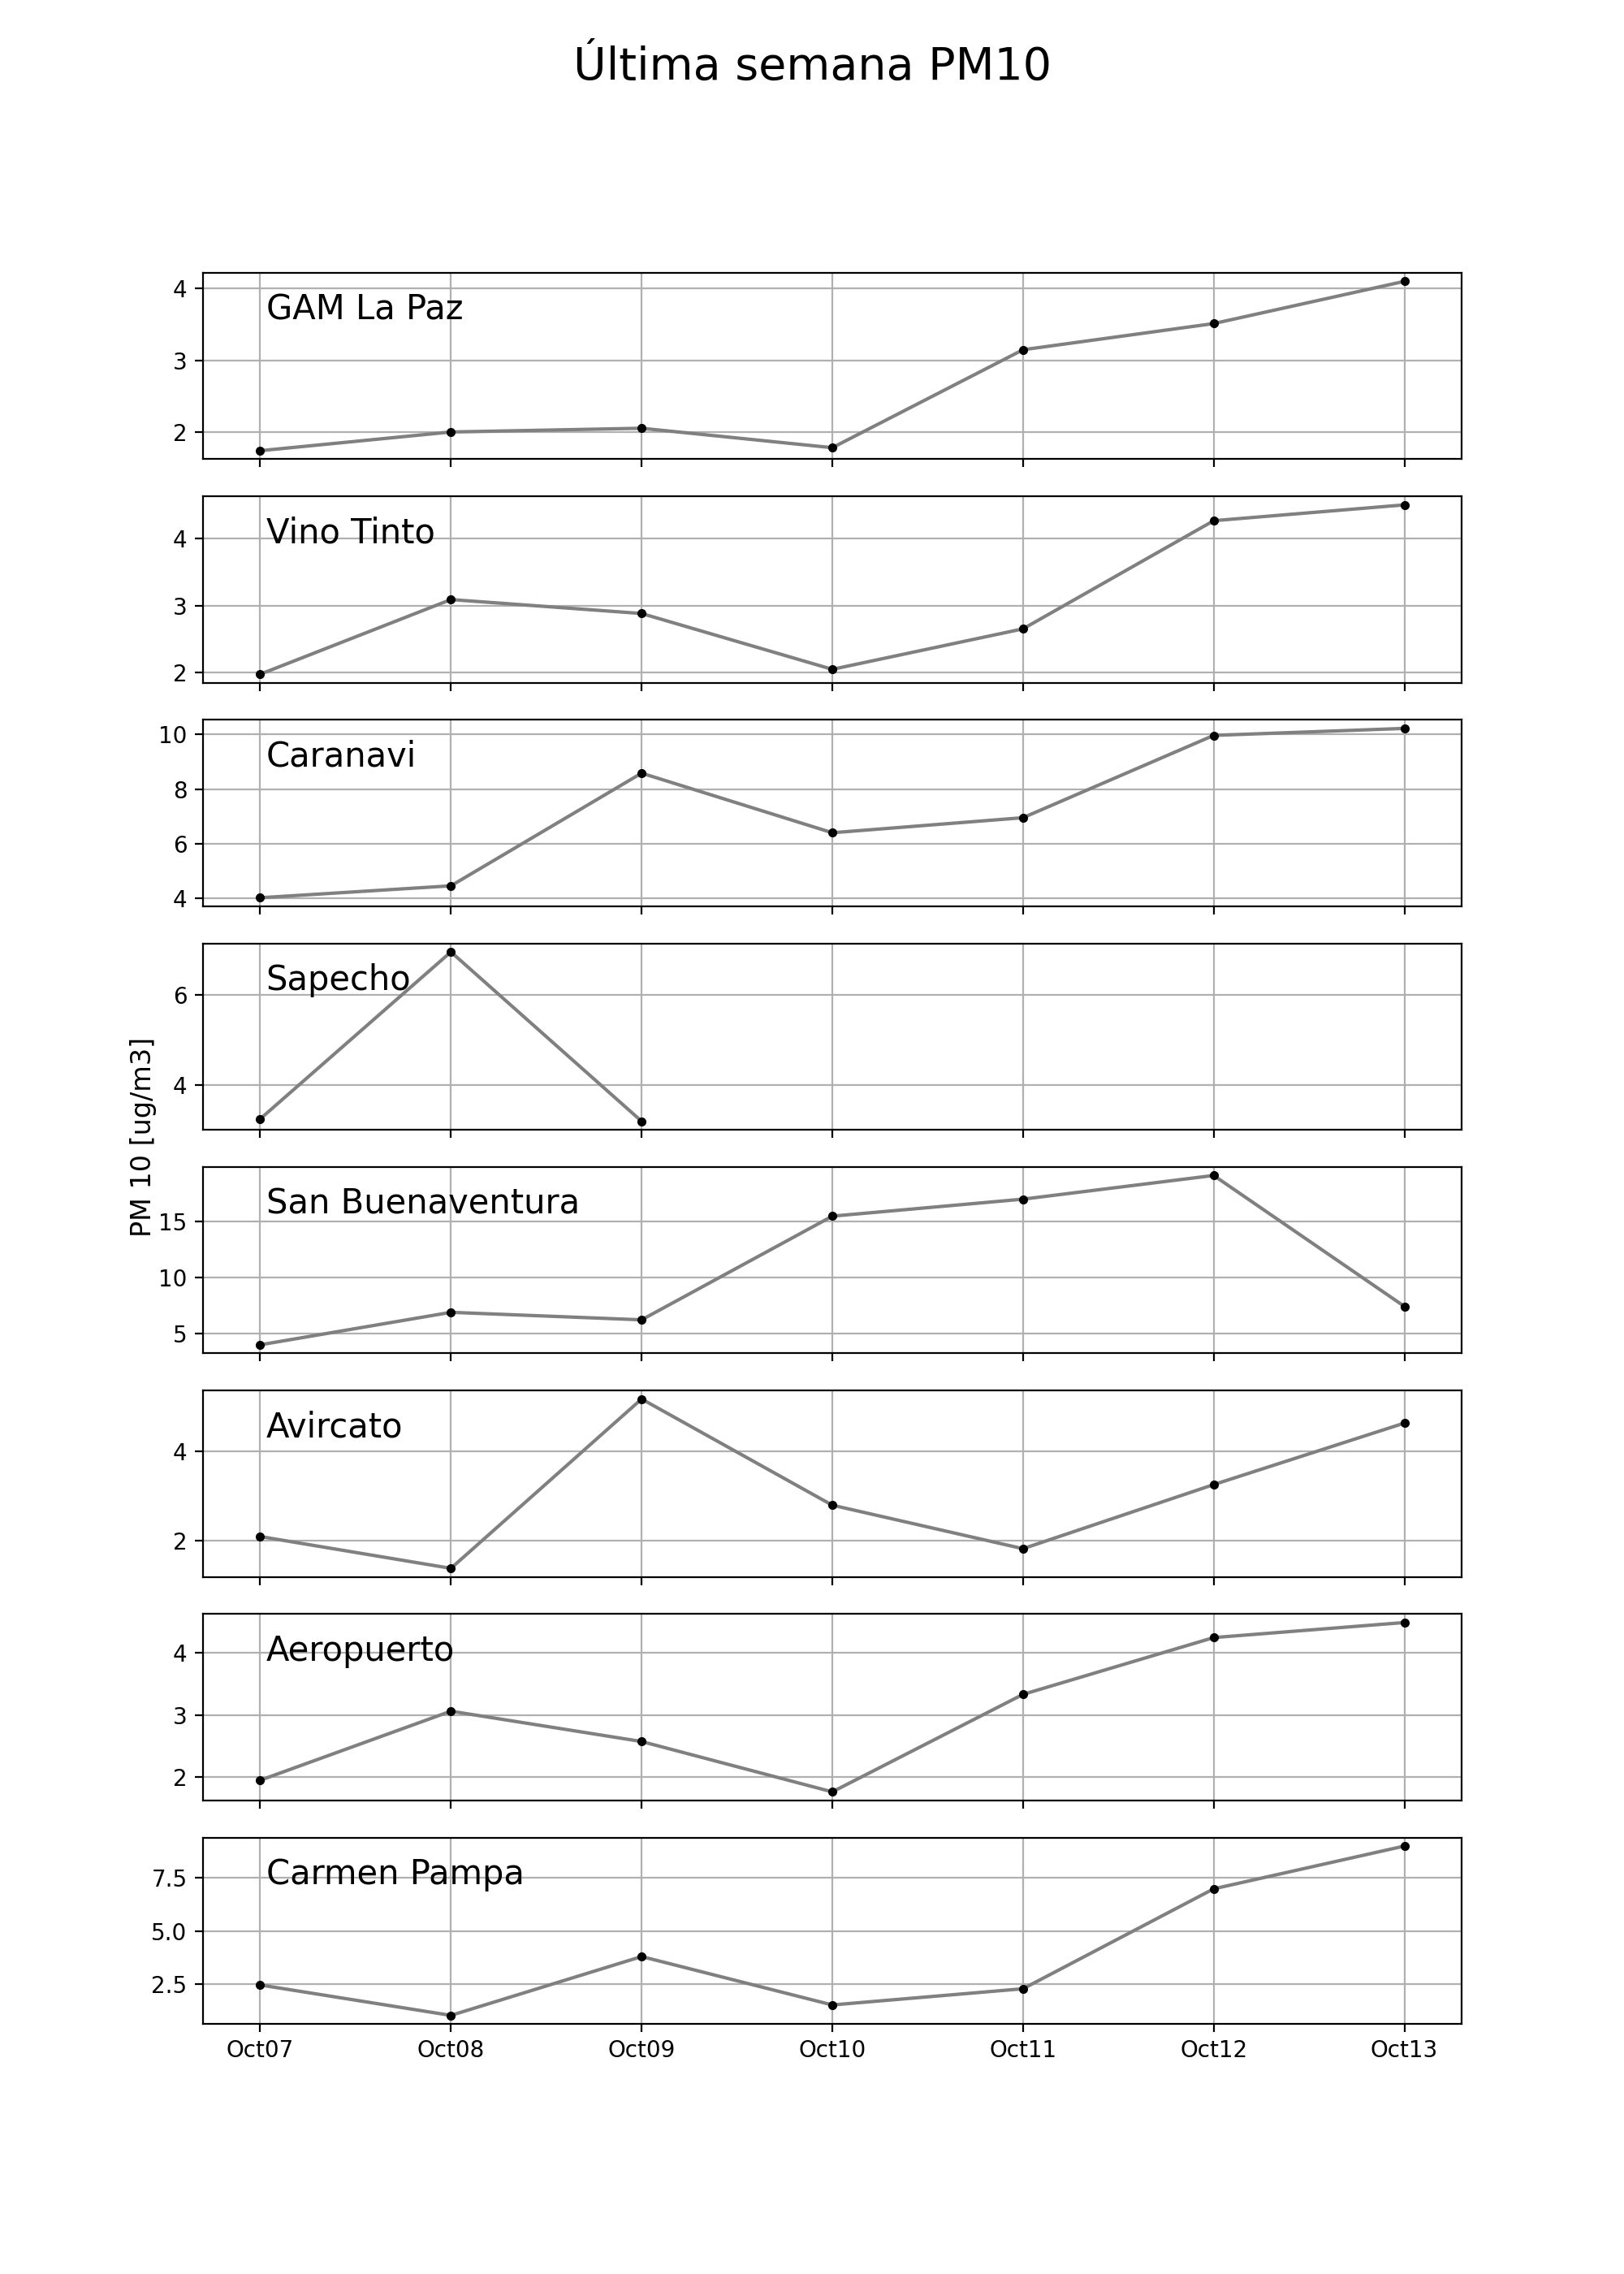 Última semana PM10
GAM La Paz
4
3
2
Vino Tinto
4
3
2
Caranavi
10
8
6
4
Sapecho
6
4
PM 10 [ug/m3]
San Buenaventura
15
10
5
Avircato
4
2
Aeropuerto
4
3
2
Carmen Pampa
7.5
5.0
2.5
Oct07 Oct08 Oct09 Oct10 Oct11 Oct12 Oct13